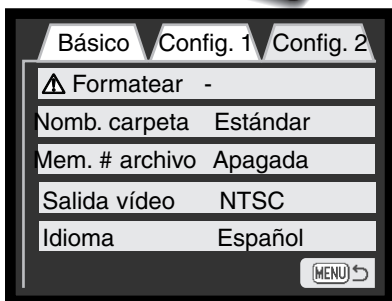 Básico Config. 1 Config. 2
Formatear -
Nomb. carpeta Estándar
Mem. # archivo Apagada
Salida vídeo NTSC
Idioma Español
MENU